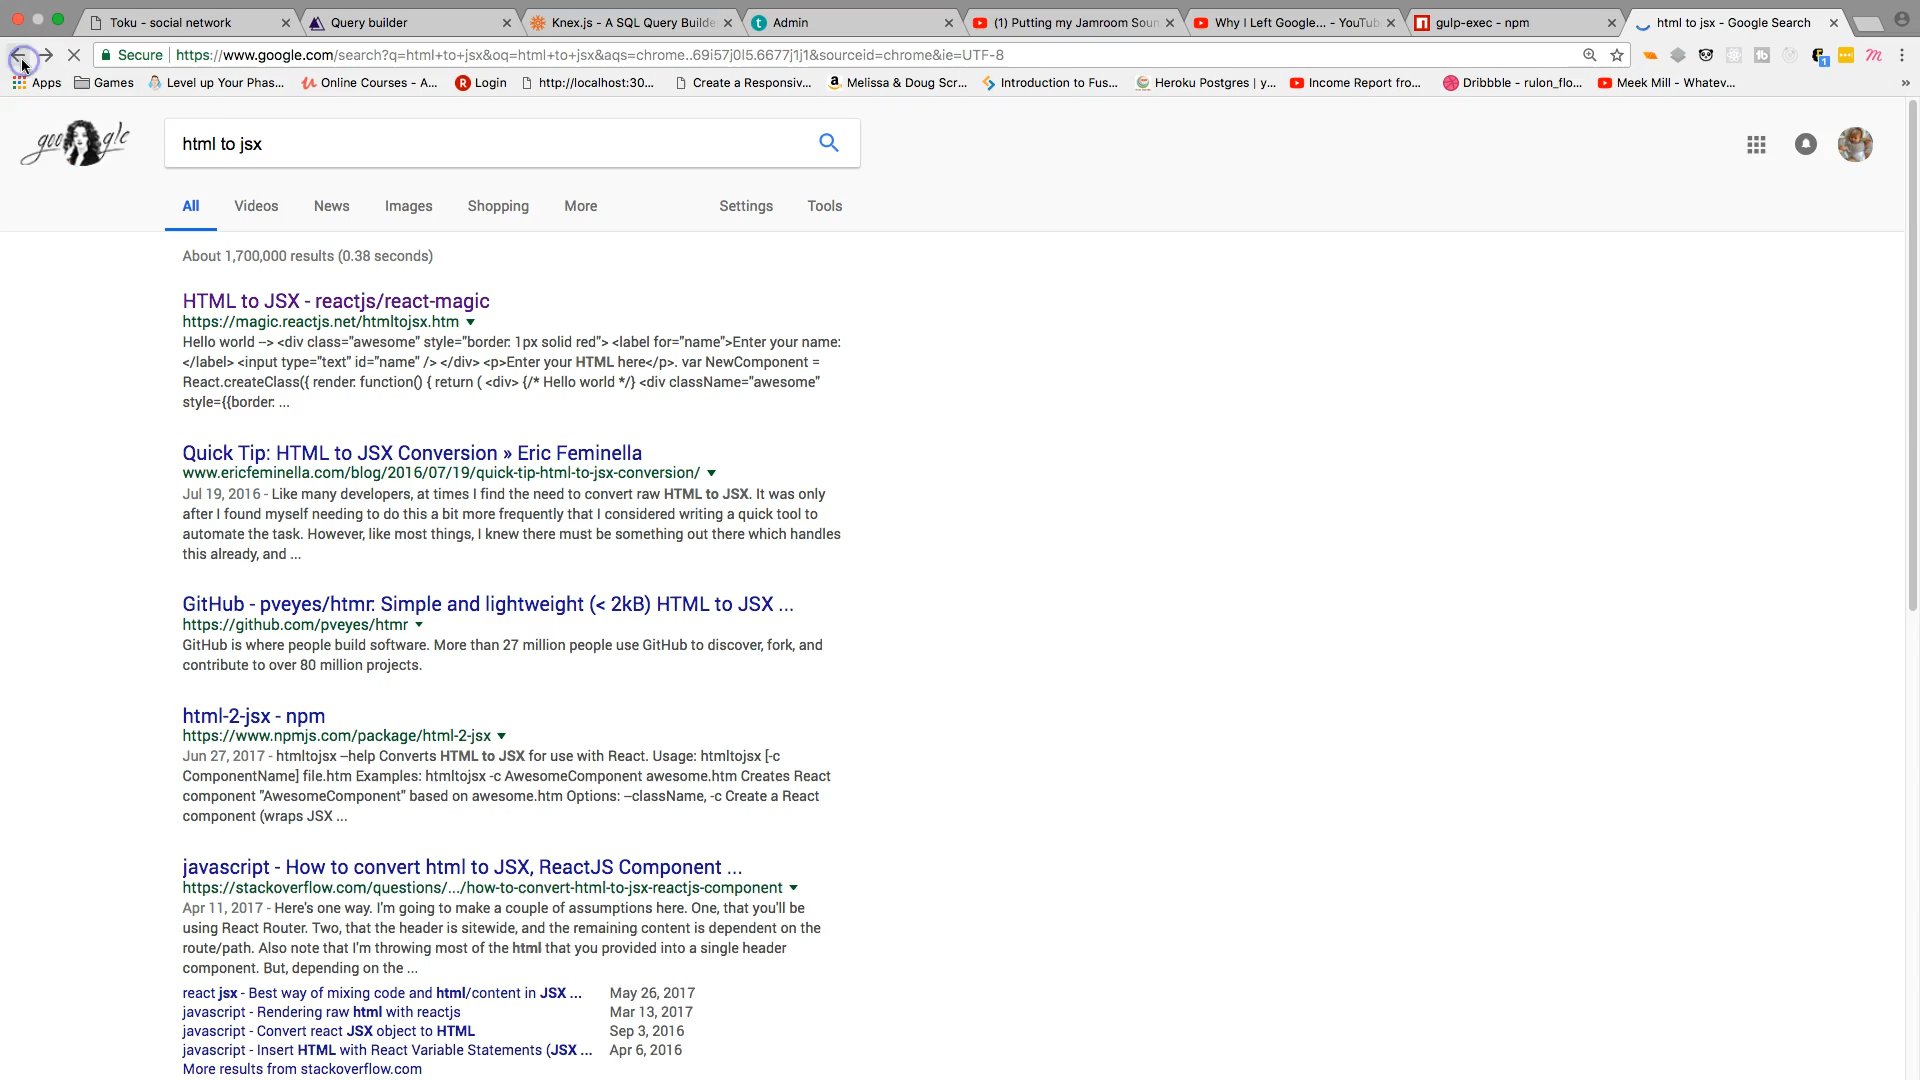 Toku - social network
Query builder
Knex.js - A SQL Query Builde
Admin
(1) Putting my Jamroom Soun
Why I Left Google... - YouTub
gulp-exec - npm
html to jsx - Google Search
Secure https://www.google.com/search?q=html+to+jsx&oq=html+to+jsx&aqs=chrome..69i57j0l5.6677j1j1&sourceid=chrome&ie=UTF-8
Apps
Games
Level up Your Phas...
Online Courses - A...
Login
http://localhost:30...
Create a Responsiv...
Melissa & Doug Scr...
Introduction to Fus...
Heroku Postgres | y...
Income Report fro...
Dribbble - rulon_flo...
Meek Mill - Whatev...
»
google
html to jsx
All Videos News Images Shopping More Settings Tools
About 1,700,000 results (0.38 seconds)
HTML to JSX - reactjs/react-magic
https://magic.reactjs.net/htmltojsx.htm
Hello world --> <div class="awesome" style="border: 1px solid red"> <label for="name">Enter your name:
</label> <input type="text" id="name" /> </div> <p>Enter your HTML here</p>. var NewComponent =
React.createClass({ render: function() { return ( <div> {/* Hello world */} <div className="awesome"
style={{border: ...
Quick Tip: HTML to JSX Conversion » Eric Feminella
www.ericfeminella.com/blog/2016/07/19/quick-tip-html-to-jsx-conversion/
Jul 19, 2016 - Like many developers, at times I find the need to convert raw HTML to JSX. It was only
after I found myself needing to do this a bit more frequently that I considered writing a quick tool to
automate the task. However, like most things, I knew there must be something out there which handles
this already, and ...
GitHub - pveyes/htmr: Simple and lightweight (< 2kB) HTML to JSX ...
https://github.com/pveyes/htmr
GitHub is where people build software. More than 27 million people use GitHub to discover, fork, and
contribute to over 80 million projects.
html-2-jsx - npm
https://www.npmjs.com/package/html-2-jsx
Jun 27, 2017 - htmltojsx --help Converts HTML to JSX for use with React. Usage: htmltojsx [-c
ComponentName] file.htm Examples: htmltojsx -c AwesomeComponent awesome.htm Creates React
component "AwesomeComponent" based on awesome.htm Options: --className, -c Create a React
component (wraps JSX ...
javascript - How to convert html to JSX, ReactJS Component ...
https://stackoverflow.com/questions/.../how-to-convert-html-to-jsx-reactjs-component
Apr 11, 2017 - Here's one way. I'm going to make a couple of assumptions here. One, that you'll be
using React Router. Two, that the header is sitewide, and the remaining content is dependent on the
route/path. Also note that I'm throwing most of the html that you provided into a single header
component. But, depending on the ...
react jsx - Best way of mixing code and html/content in JSX ... May 26, 2017
javascript - Rendering raw html with reactjs Mar 13, 2017
javascript - Convert react JSX object to HTML Sep 3, 2016
javascript - Insert HTML with React Variable Statements (JSX ... Apr 6, 2016
More results from stackoverflow.com